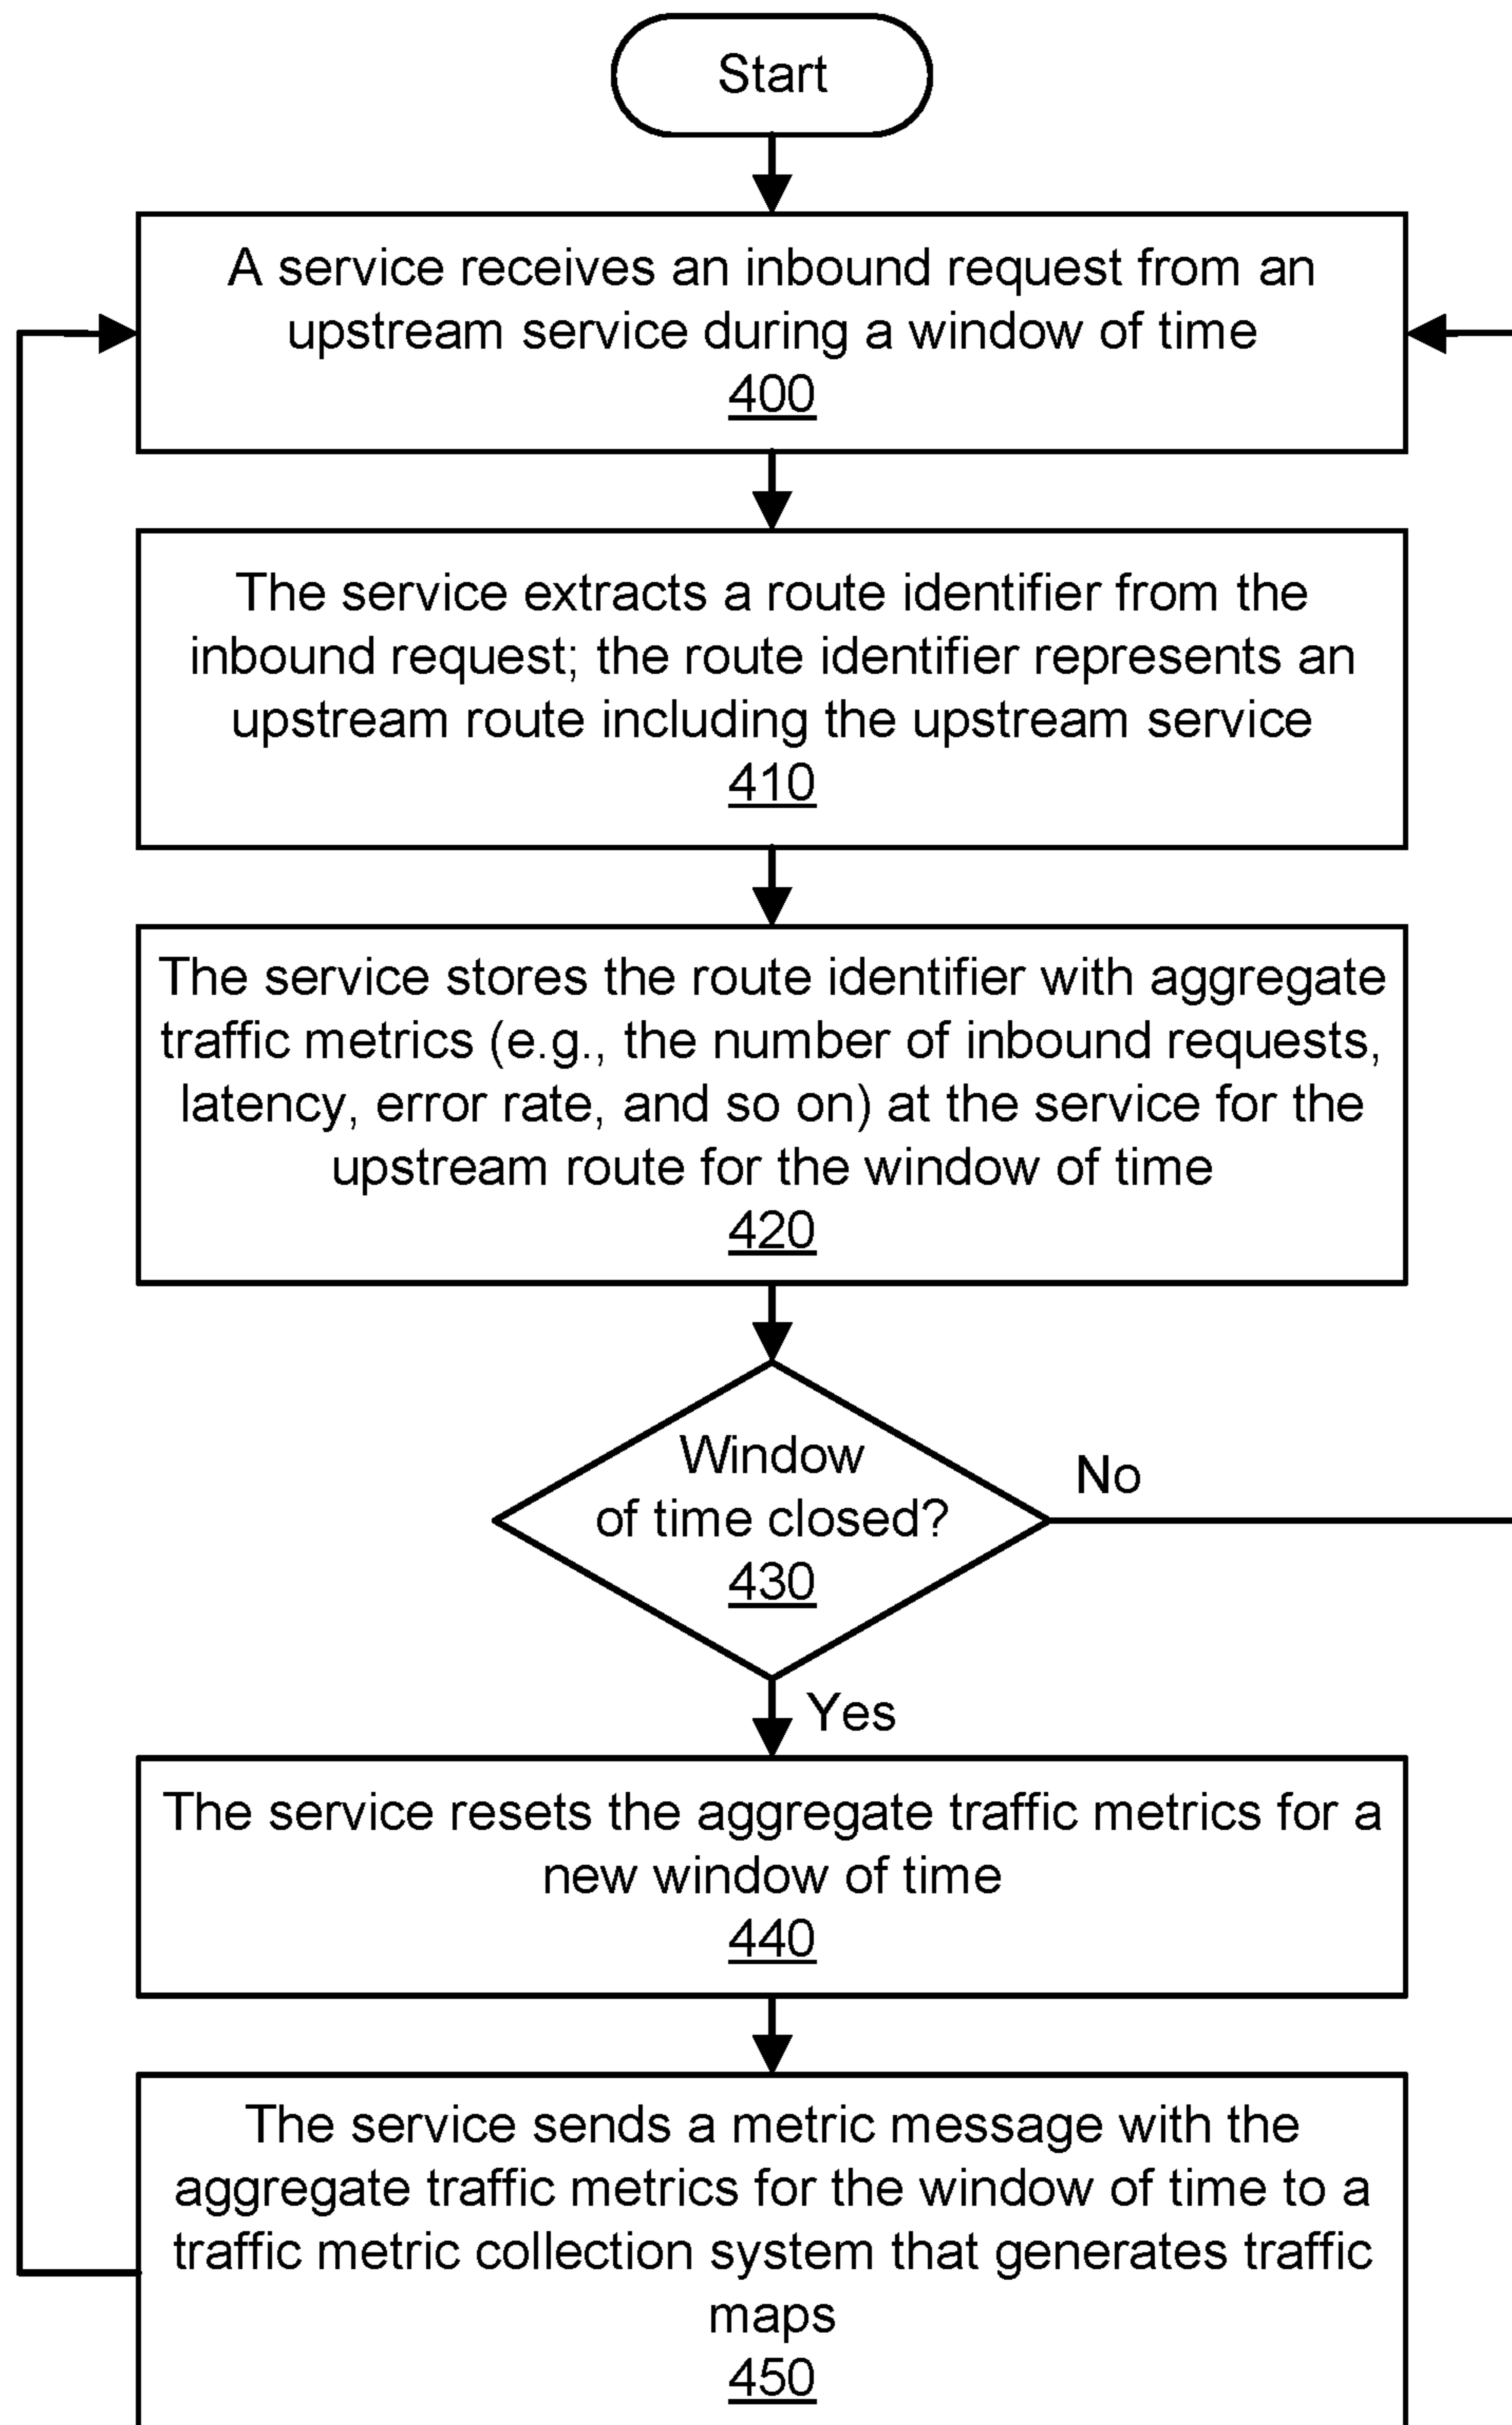 Start
A service receives an inbound request from an
upstream service during a window of time
400
The service extracts a route identifier from the
inbound request; the route identifier represents an
upstream route including the upstream service
410
The service stores the route identifier with aggregate
traffic metrics (e.g., the number of inbound requests,
latency, error rate, and so on) at the service for the
upstream route for the window of time
420
Window
of time closed?
430
No
Yes
The service resets the aggregate traffic metrics for a
new window of time
440
The service sends a metric message with the
aggregate traffic metrics for the window of time to a
traffic metric collection system that generates traffic
maps
450